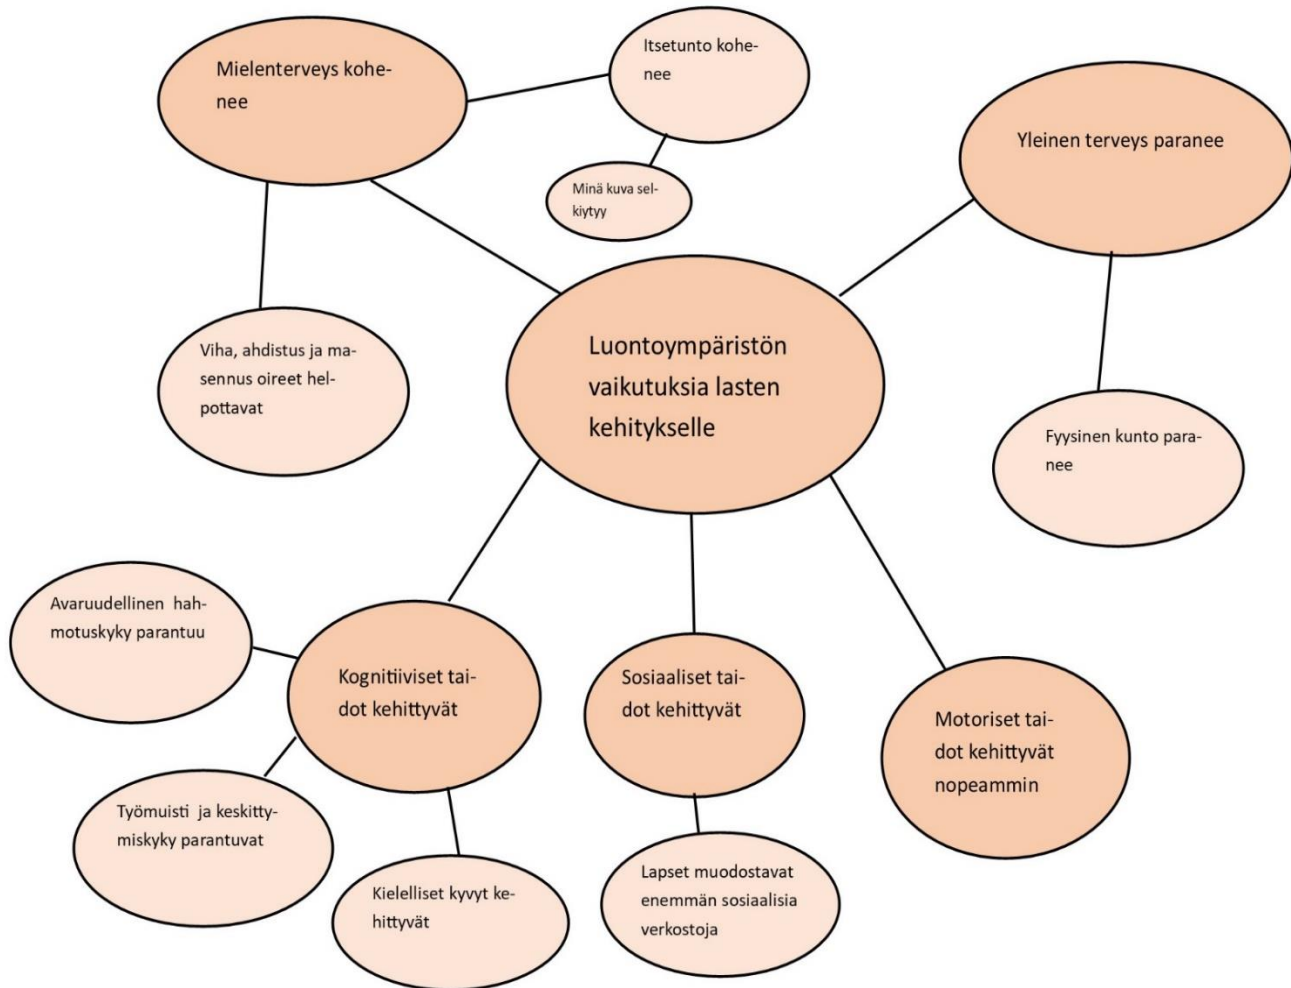 Mielenterveys kohe-
nee
Itsetunto kohe-
nee
Minä kuva sel-
kiytyy
Yleinen terveys paranee
Viha, ahdistus ja ma-
sennus oireet hel-
pottavat
Luontoympäristön
vaikutuksia lasten
kehitykselle
Fyysinen kunto para-
nee
Avaruudellinen hah-
motuskyky parantuu
Kognitiiviset tai-
dot kehittyvät
Sosiaaliset tai-
dot kehittyvät
Motoriset tai-
dot kehittyvät
nopeammin
Työmuisti ja keskitty-
miskyky parantuvat
Kielelliset kyvyt ke-
hittyvät
Lapset muodostavat
enemmän sosiaalisia
verkostoja